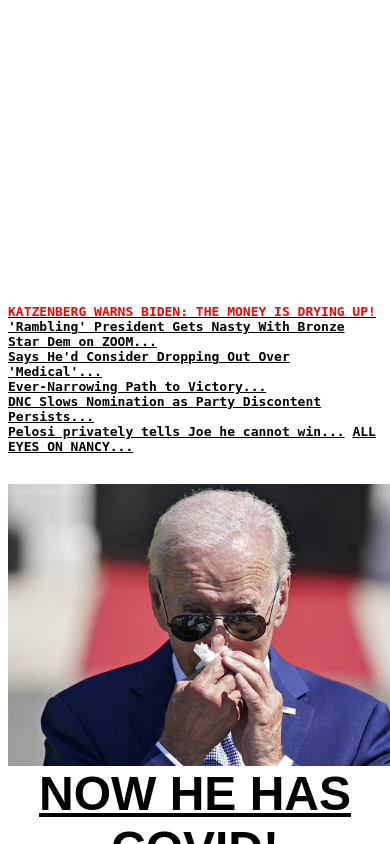 KATZENBERG WARNS BIDEN: THE MONEY IS DRYING UP!
'Rambling' President Gets Nasty With Bronze
Star Dem on ZOOM...
Says He'd Consider Dropping Out Over
'Medical'...
Ever-Narrowing Path to Victory...
DNC Slows Nomination as Party Discontent
Persists...
Pelosi privately tells Joe he cannot win... ALL
EYES ON NANCY...
NOW HE HAS
COVID!